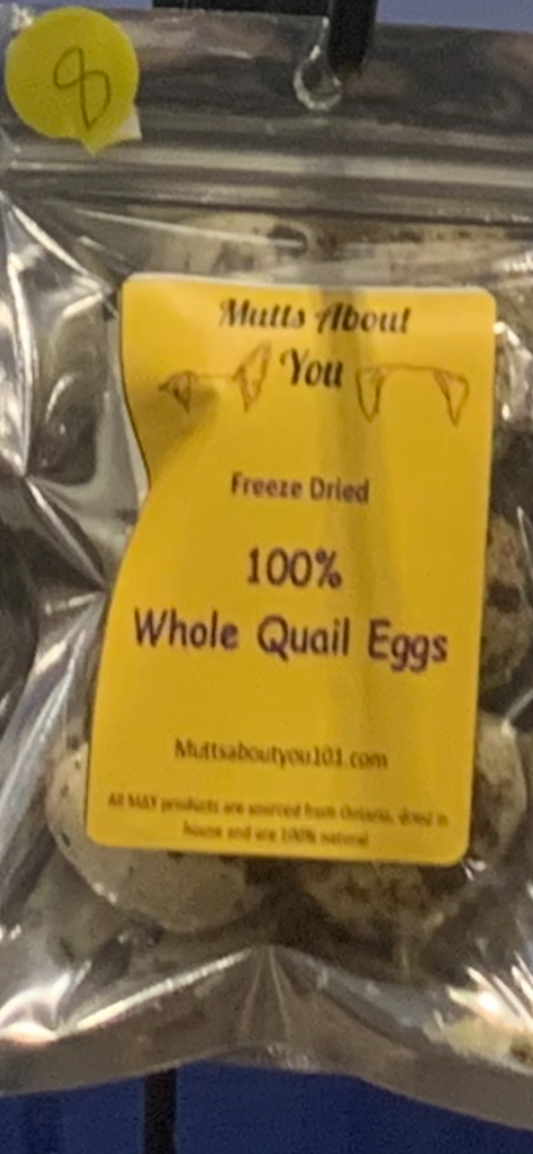 8
Mutts About
You
Freeze Dried
100%
Whole Quail Eggs
Muttsaboutyou101.com
All MAY products are sourced from Ontario, dried in
house and are 100% natural